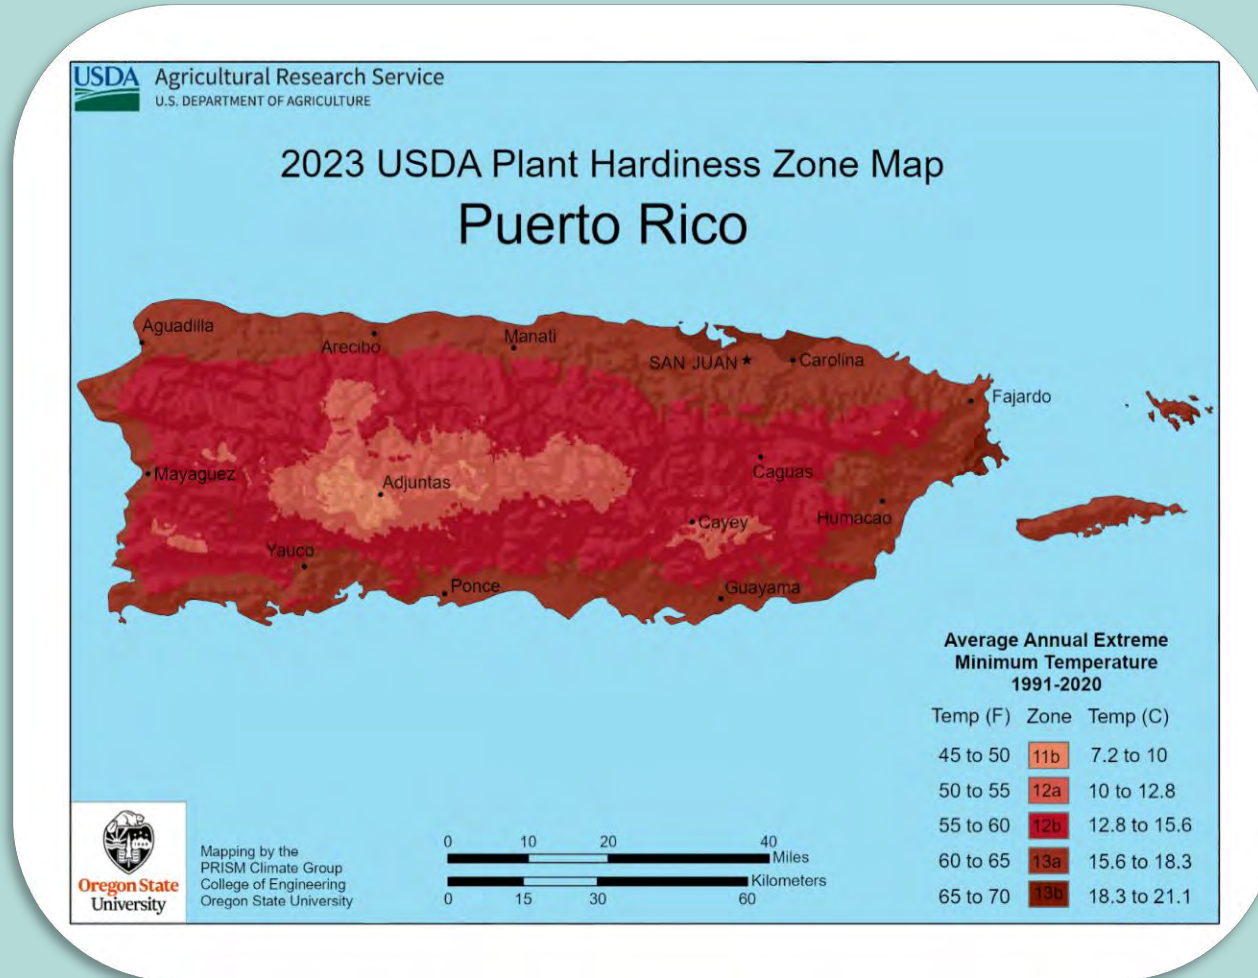 USDA Agricultural Research Service
U.S. DEPARTMENT OF AGRICULTURE
2023 USDA Plant Hardiness Zone Map
Puerto Rico
Aguadilla
Arecibo
Manati
SAN JUAN
Carolina
Fajardo
Mayaguez
Adjuntas
Caguas
Cayey
Humacao
Yauco
Ponce
Guayama
Average Annual Extreme
Minimum Temperature
1991-2020
Temp (F) Zone Temp (C)
45 to 50 11b 7.2 to 10
50 to 55 12a 10 to 12.8
55 to 60 12b 12.8 to 15.6
60 to 65 13a 15.6 to 18.3
65 to 70 13b 18.3 to 21.1
Oregon State
University
Mapping by the
PRISM Climate Group
College of Engineering
Oregon State University
0 10 20 40
Miles
Kilometers
0 15 30 60